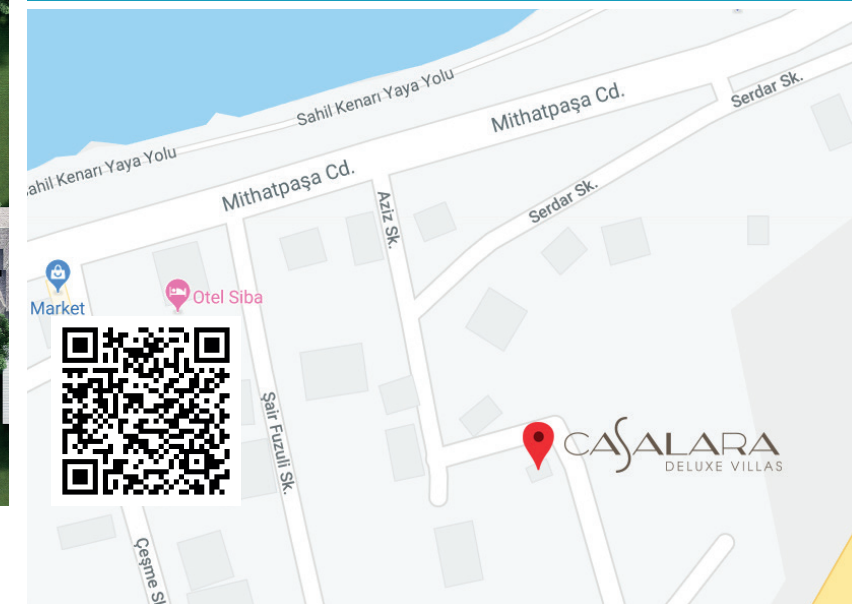 Sahil Kenarı Yaya Yolu
Mithatpaşa Cd.
Serdar Sk.
ahil Kenarı Yaya Yolu
Mithatpaşa Cd.
Aziz Sk.
Serdar Sk.
Market
Otel Siba
Şair Fuzuli Sk.
CASALARA
DELUXE VILLAS
Çeşme S